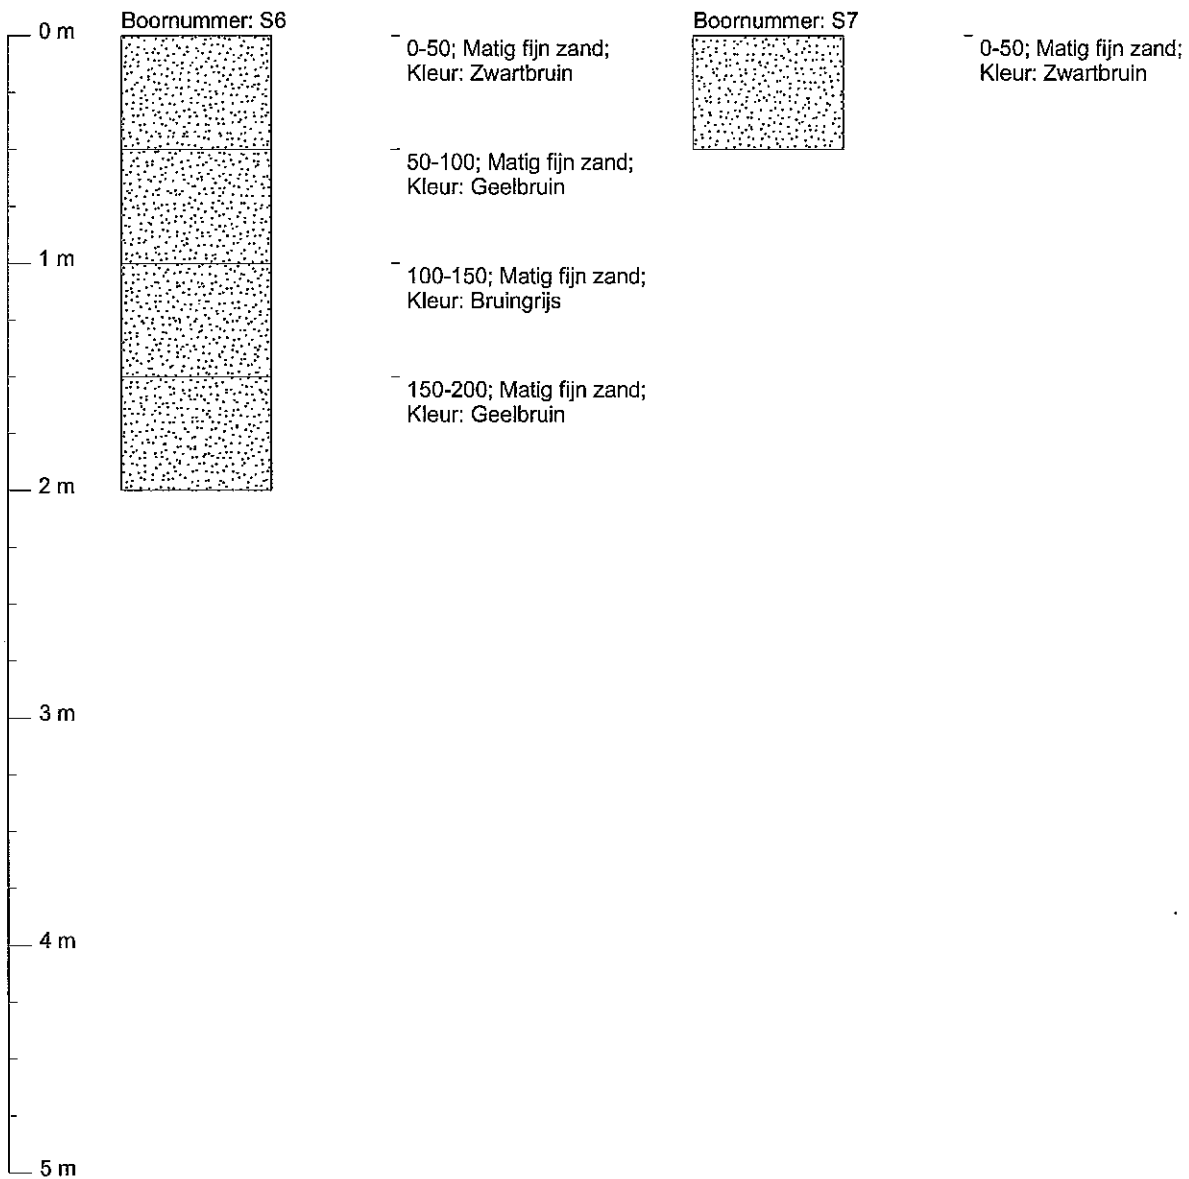 0 m
1 m
2 m
3 m
4 m
5 m
Boornummer: S6
0-50; Matig fijn zand;
Kleur: Zwartbruin
50-100; Matig fijn zand;
Kleur: Geelbruin
100-150; Matig fijn zand;
Kleur: Bruingrijs
150-200; Matig fijn zand;
Kleur: Geelbruin
Boornummer: S7
0-50; Matig fijn zand;
Kleur: Zwartbruin